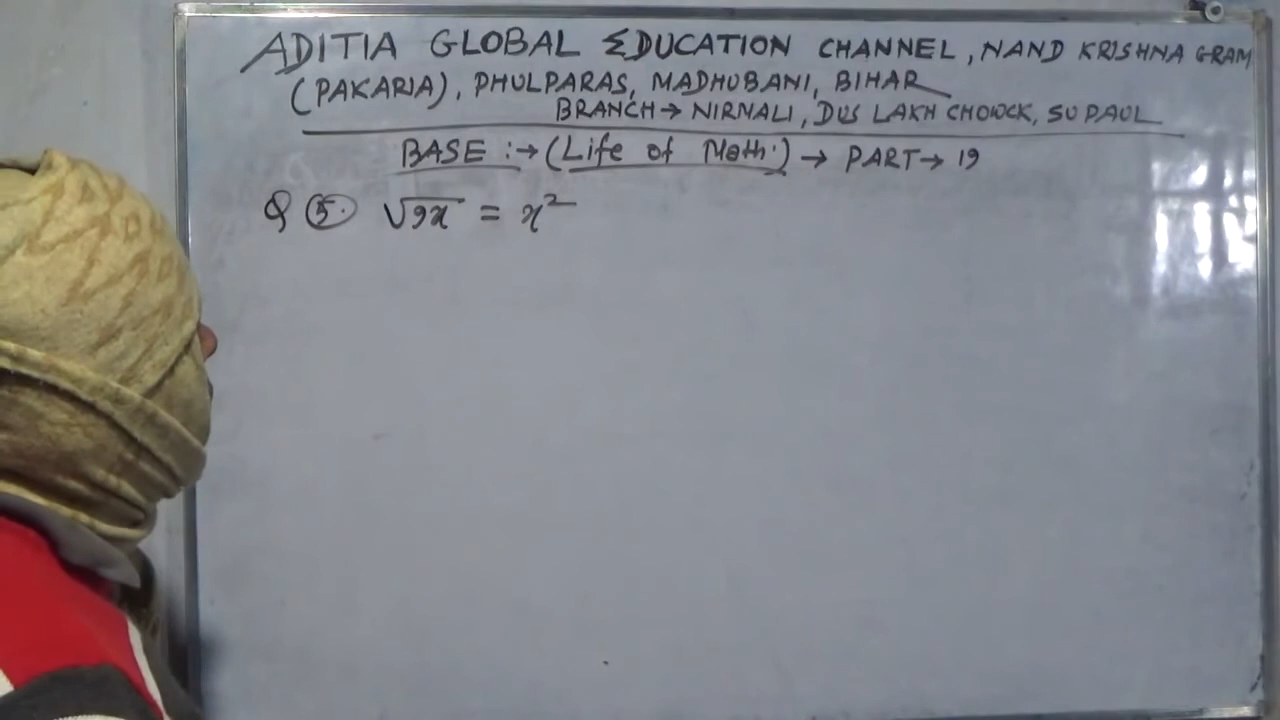 ADITIA GLOBAL EDUCATION CHANNEL, NAND KRISHNA GRAM
(PAKARIA), PHULPARAS, MADHUBANI, BIHAR
BRANCH → NIRNALI, DUS LAKH CHOWCK, SUPAUL
BASE :→ (Life of Math.) → PART → 19
Q 5. √9x = x²